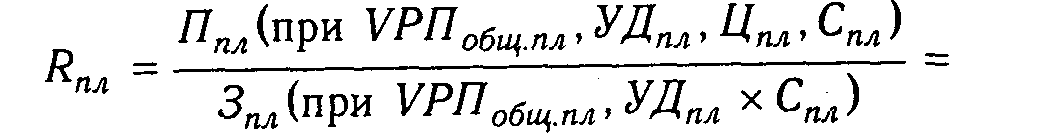 R_пл = П_пл (при VРП_общ.пл, УД_пл, Ц_пл, С_пл) / З_пл (при VРП_общ.пл, УД_пл × С_пл) =